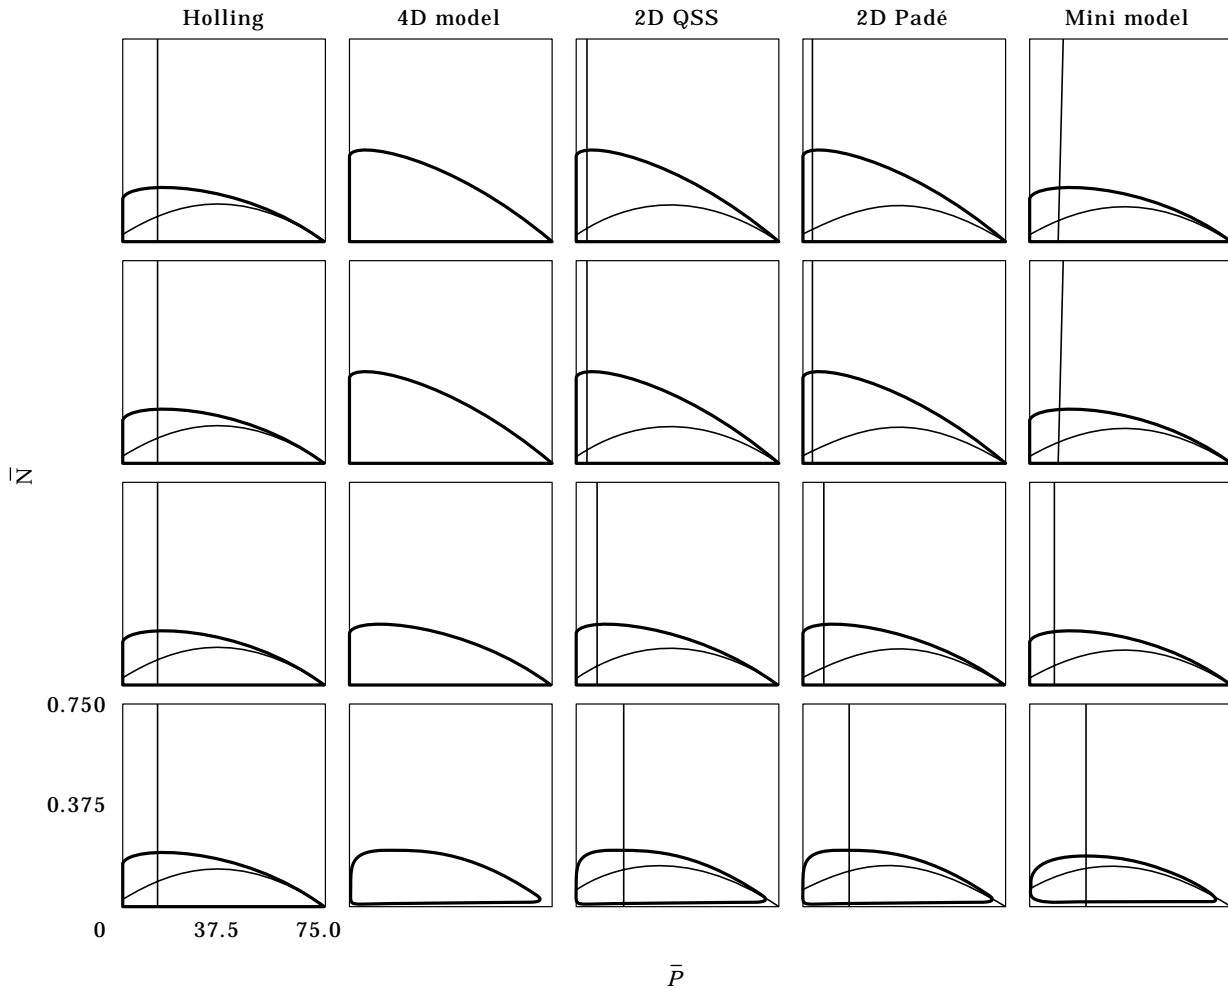 Holling 4D model 2D QSS 2D Padé Mini model
N̄
0.750
0.375
0 37.5 75.0
P̄